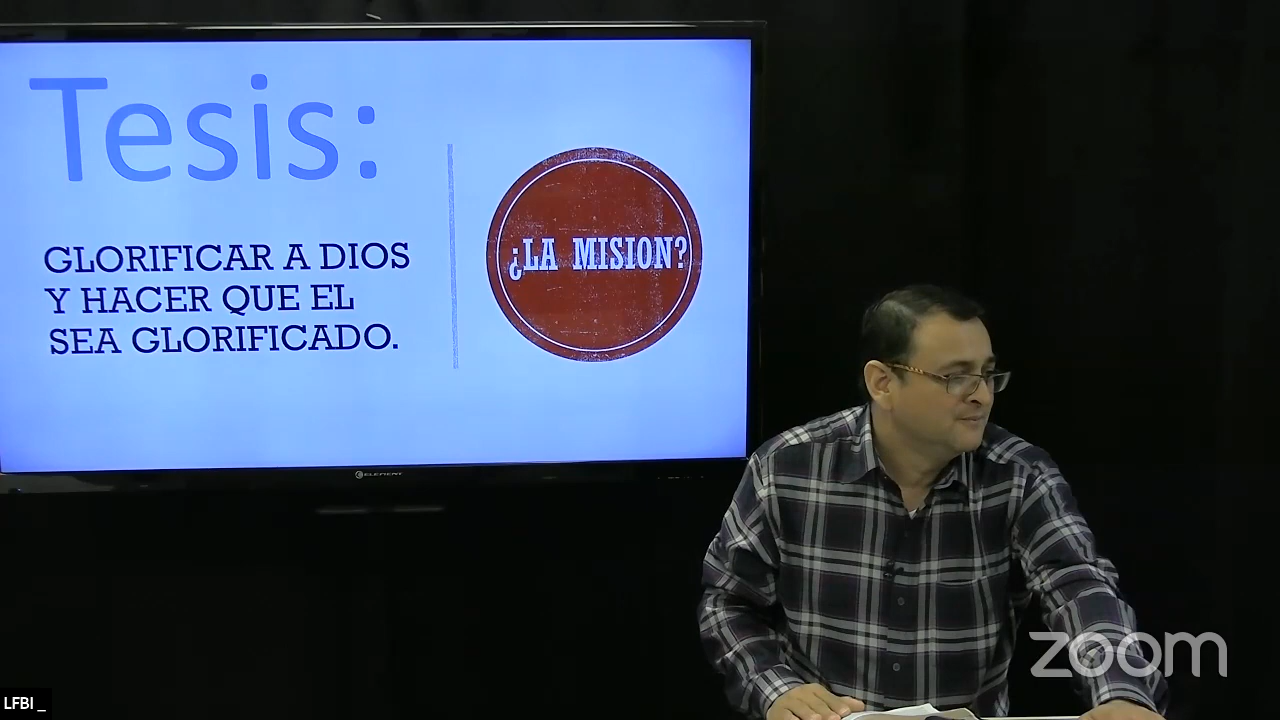 Tesis:
GLORIFICAR A DIOS
Y HACER QUE EL
SEA GLORIFICADO.
¿LA MISION?
ELEMENT
zoom
LFBI _